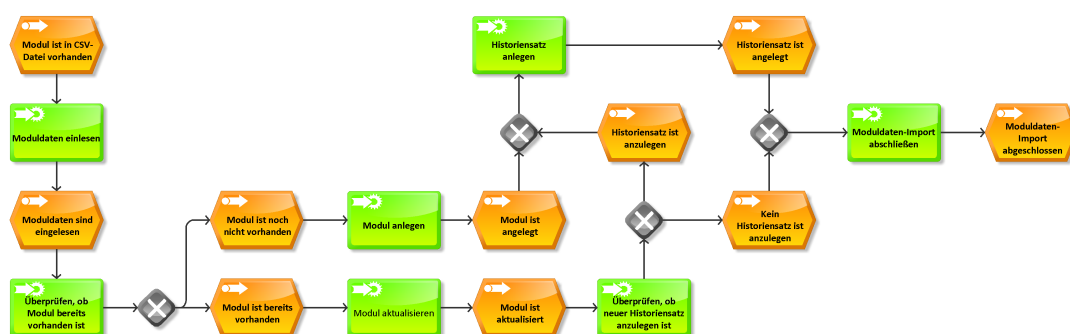 Modul ist in CSV-
Datei vorhanden
Moduldaten einlesen
Moduldaten sind
eingelesen
Überprüfen, ob
Modul bereits
vorhanden ist
Modul ist noch
nicht vorhanden
Modul anlegen
Modul ist
angelegt
Modul ist bereits
vorhanden
Modul aktualisieren
Modul ist
aktualisiert
Überprüfen, ob
neuer Historiensatz
anzulegen ist
Historiensatz ist
anzulegen
Kein
Historiensatz ist
anzulegen
Historiensatz
anlegen
Historiensatz ist
angelegt
Moduldaten-Import
abschließen
Moduldaten-
Import
abgeschlossen